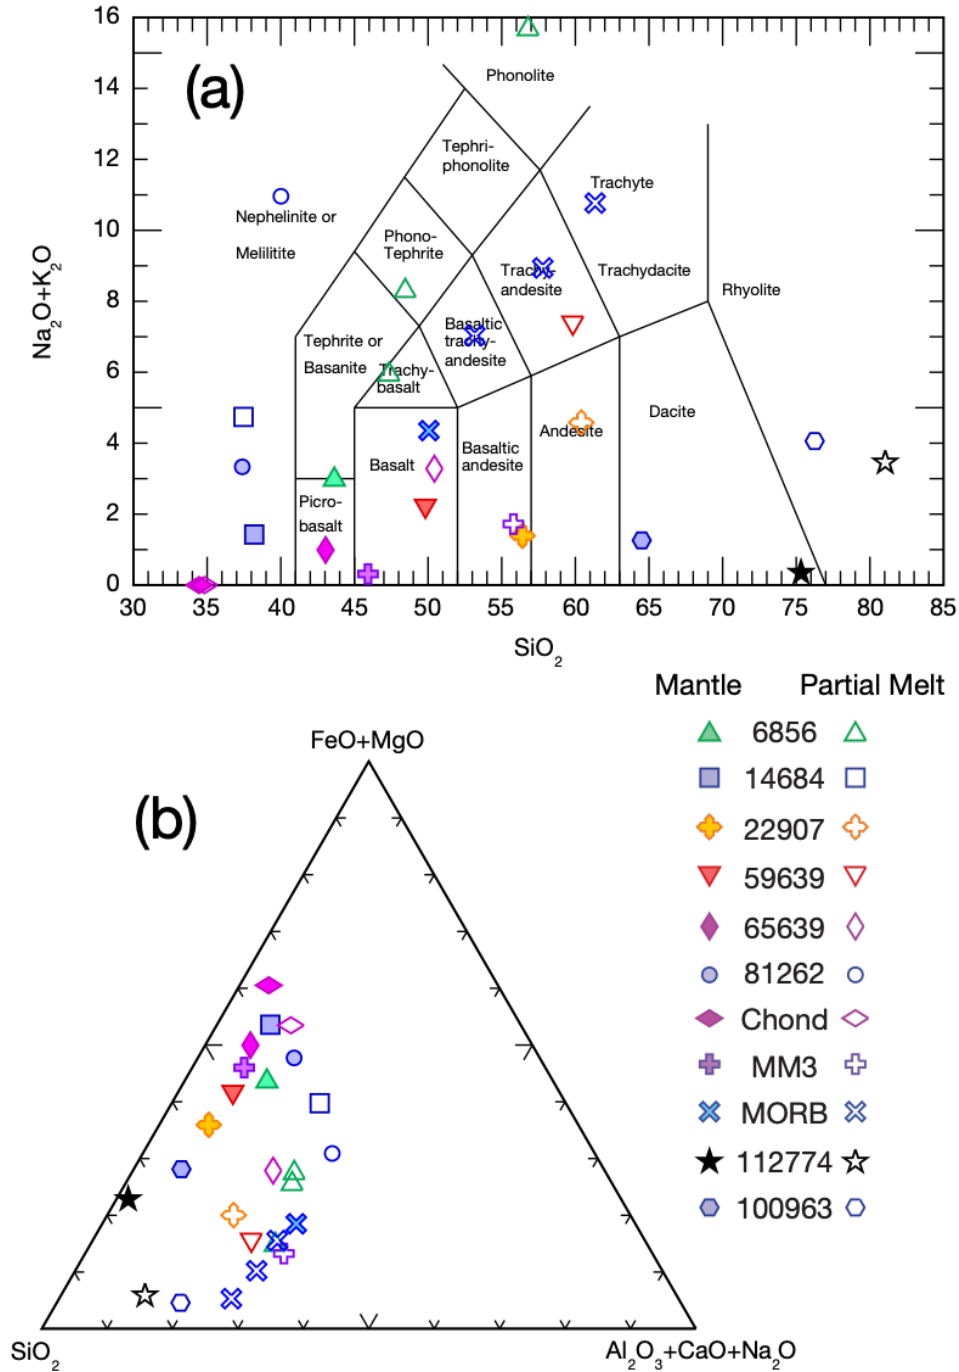 16
(a)
Phonolite
14
Tephri-
phonolite
12
Trachyte
Nephelinite or
Melilitite
10
Phono-
Tephrite
Trachy-
andesite
Trachydacite
Rhyolite
8
Na2O+K2O
Tephrite or
Basanite
Basaltic
trachy-
andesite
6
Trachy-
basalt
Dacite
4
Basalt
Basaltic
andesite
Andesite
2
Picro-
basalt
0
30 35 40 45 50 55 60 65 70 75 80 85
SiO2
Mantle Partial Melt
6856
14684
22907
59639
65639
81262
Chond
MM3
MORB
112774
100963
(b)
FeO+MgO
SiO2
Al2O3+CaO+Na2O